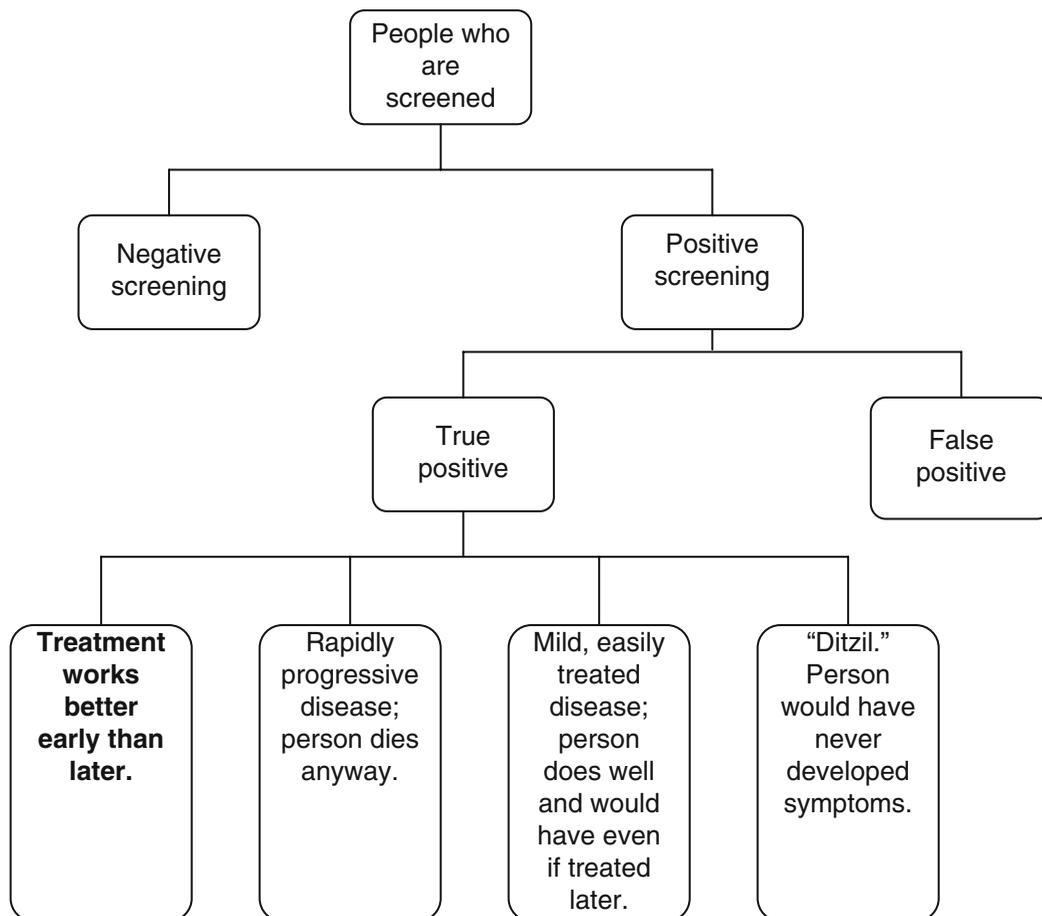 People who
are
screened
Negative
screening
Positive
screening
True
positive
False
positive
Treatment
works
better
early than
later.
Rapidly
progressive
disease;
person dies
anyway.
Mild, easily
treated
disease;
person
does well
and would
have even
if treated
later.
“Ditzil.”
Person
would have
never
developed
symptoms.